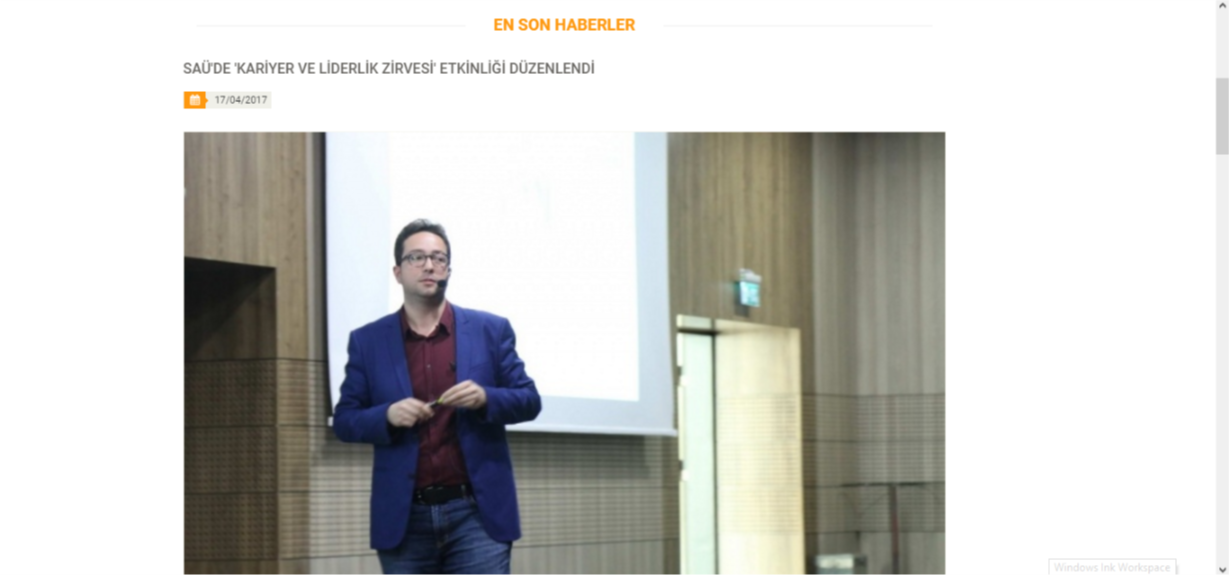 EN SON HABERLER
SAÜ'DE 'KARİYER VE LİDERLİK ZİRVESİ' ETKİNLİĞİ DÜZENLENDİ
17/04/2017
Windows Ink Workspace